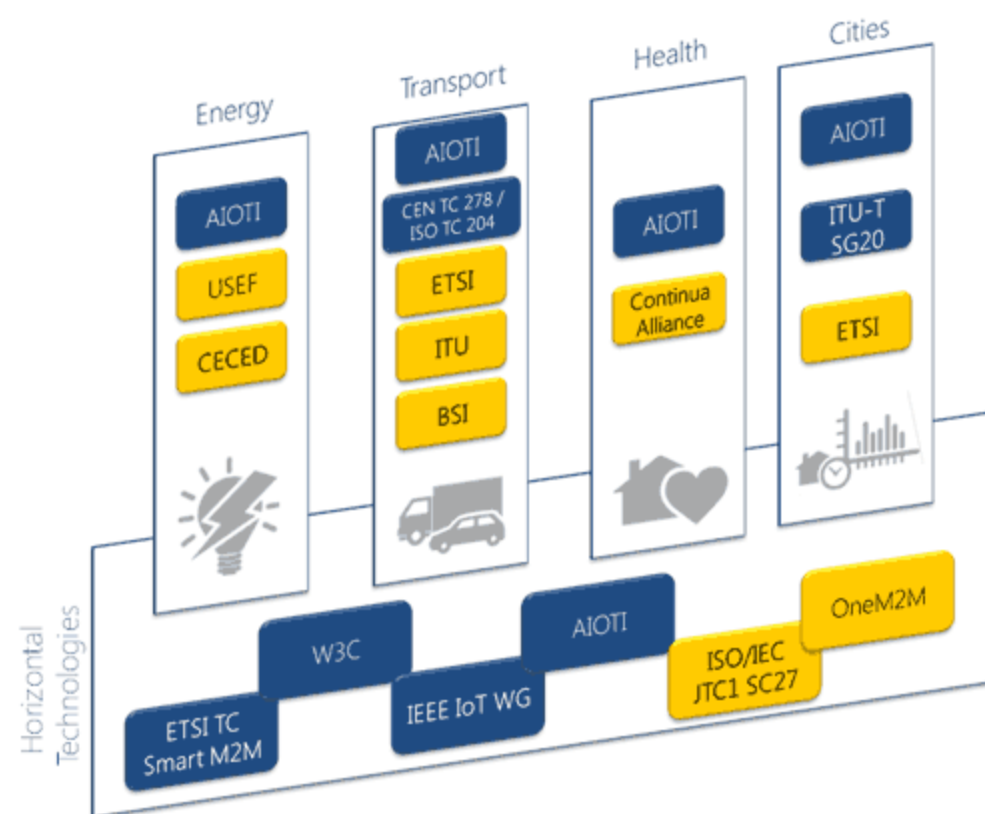 Energy
AIOTI
USEF
CECED
Transport
AIOTI
CEN TC 278 /
ISO TC 204
ETSI
ITU
BSI
Health
AIOTI
Continua
Alliance
Cities
AIOTI
ITU-T
SG20
ETSI
Horizontal
Technologies
ETSI TC
Smart M2M
W3C
IEEE IoT WG
AIOTI
ISO/IEC
JTC1 SC27
OneM2M